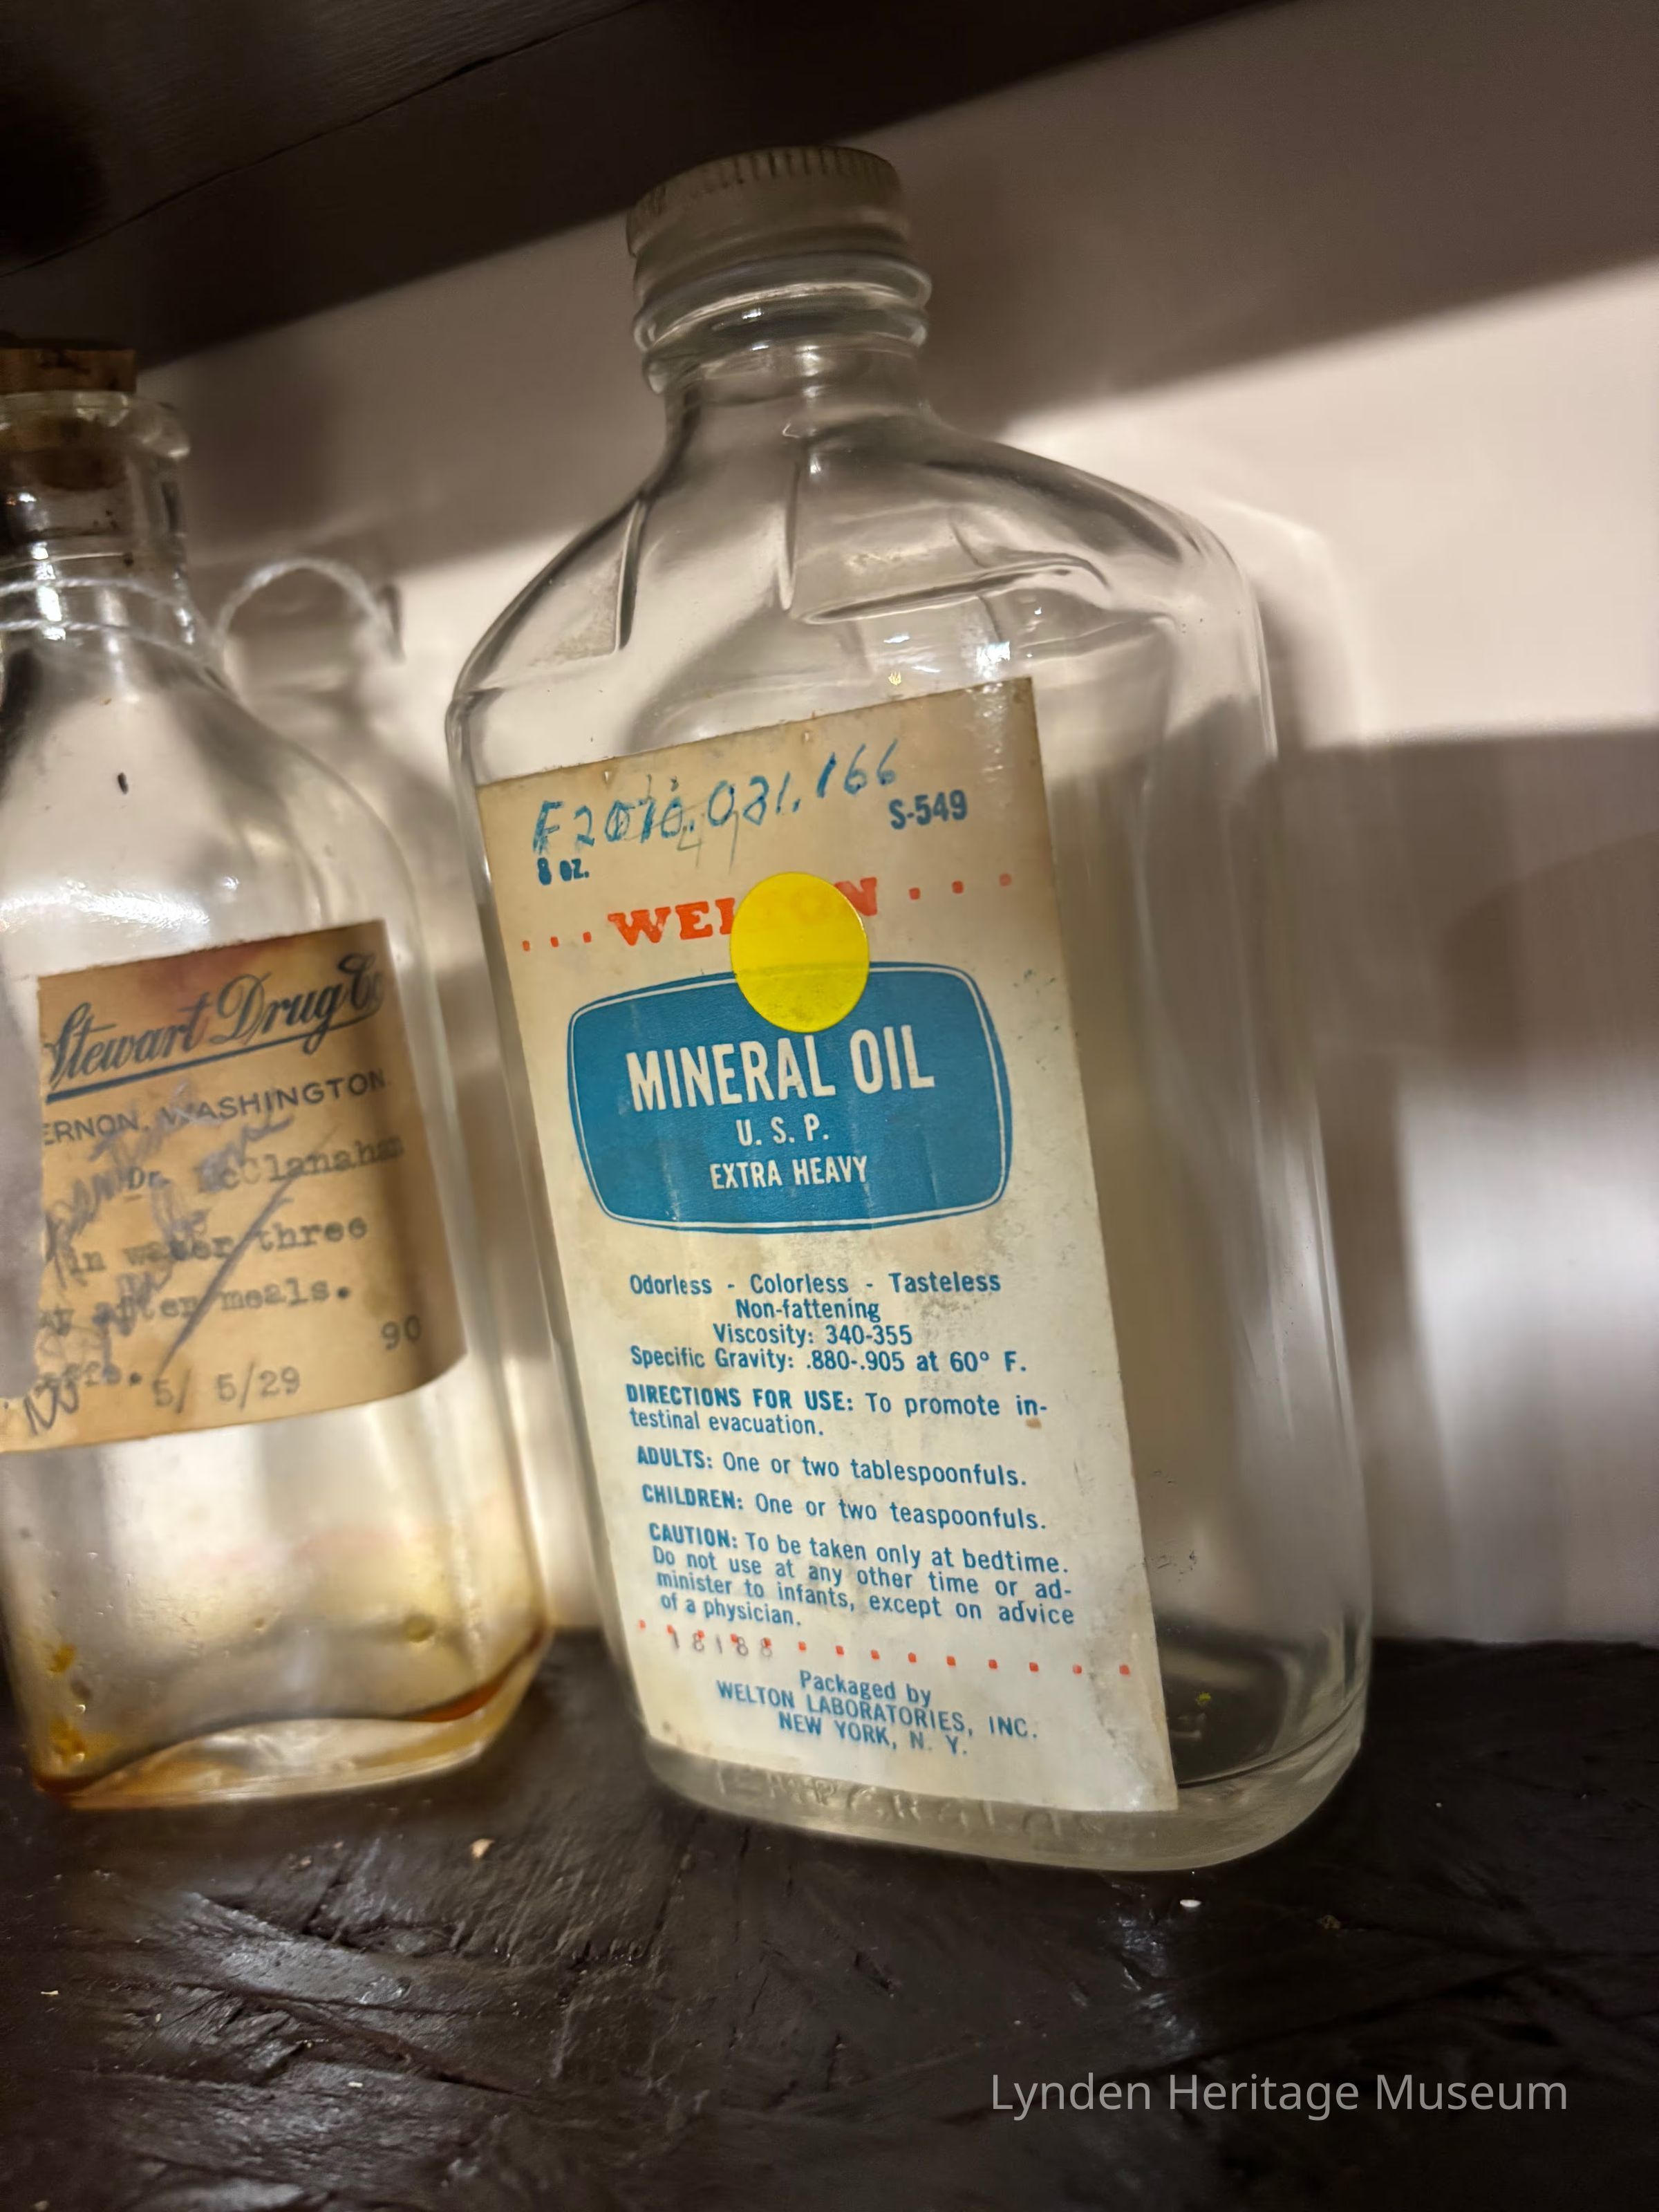 Stewart Drug Co
ERNON, WASHINGTON.
Dr. McClanahan
in water three
after meals.
90
5/ 5/29
F2010.031.166
S-549
8 oz.
... WELTON ...
MINERAL OIL
U. S. P.
EXTRA HEAVY
Odorless - Colorless - Tasteless
Non-fattening
Viscosity: 340-355
Specific Gravity: .880-.905 at 60° F.
DIRECTIONS FOR USE: To promote in-
testinal evacuation.
ADULTS: One or two tablespoonfuls.
CHILDREN: One or two teaspoonfuls.
CAUTION: To be taken only at bedtime.
Do not use at any other time or ad-
minister to infants, except on advice
of a physician.
18188
Packaged by
WELTON LABORATORIES, INC.
NEW YORK, N. Y.
Lynden Heritage Museum